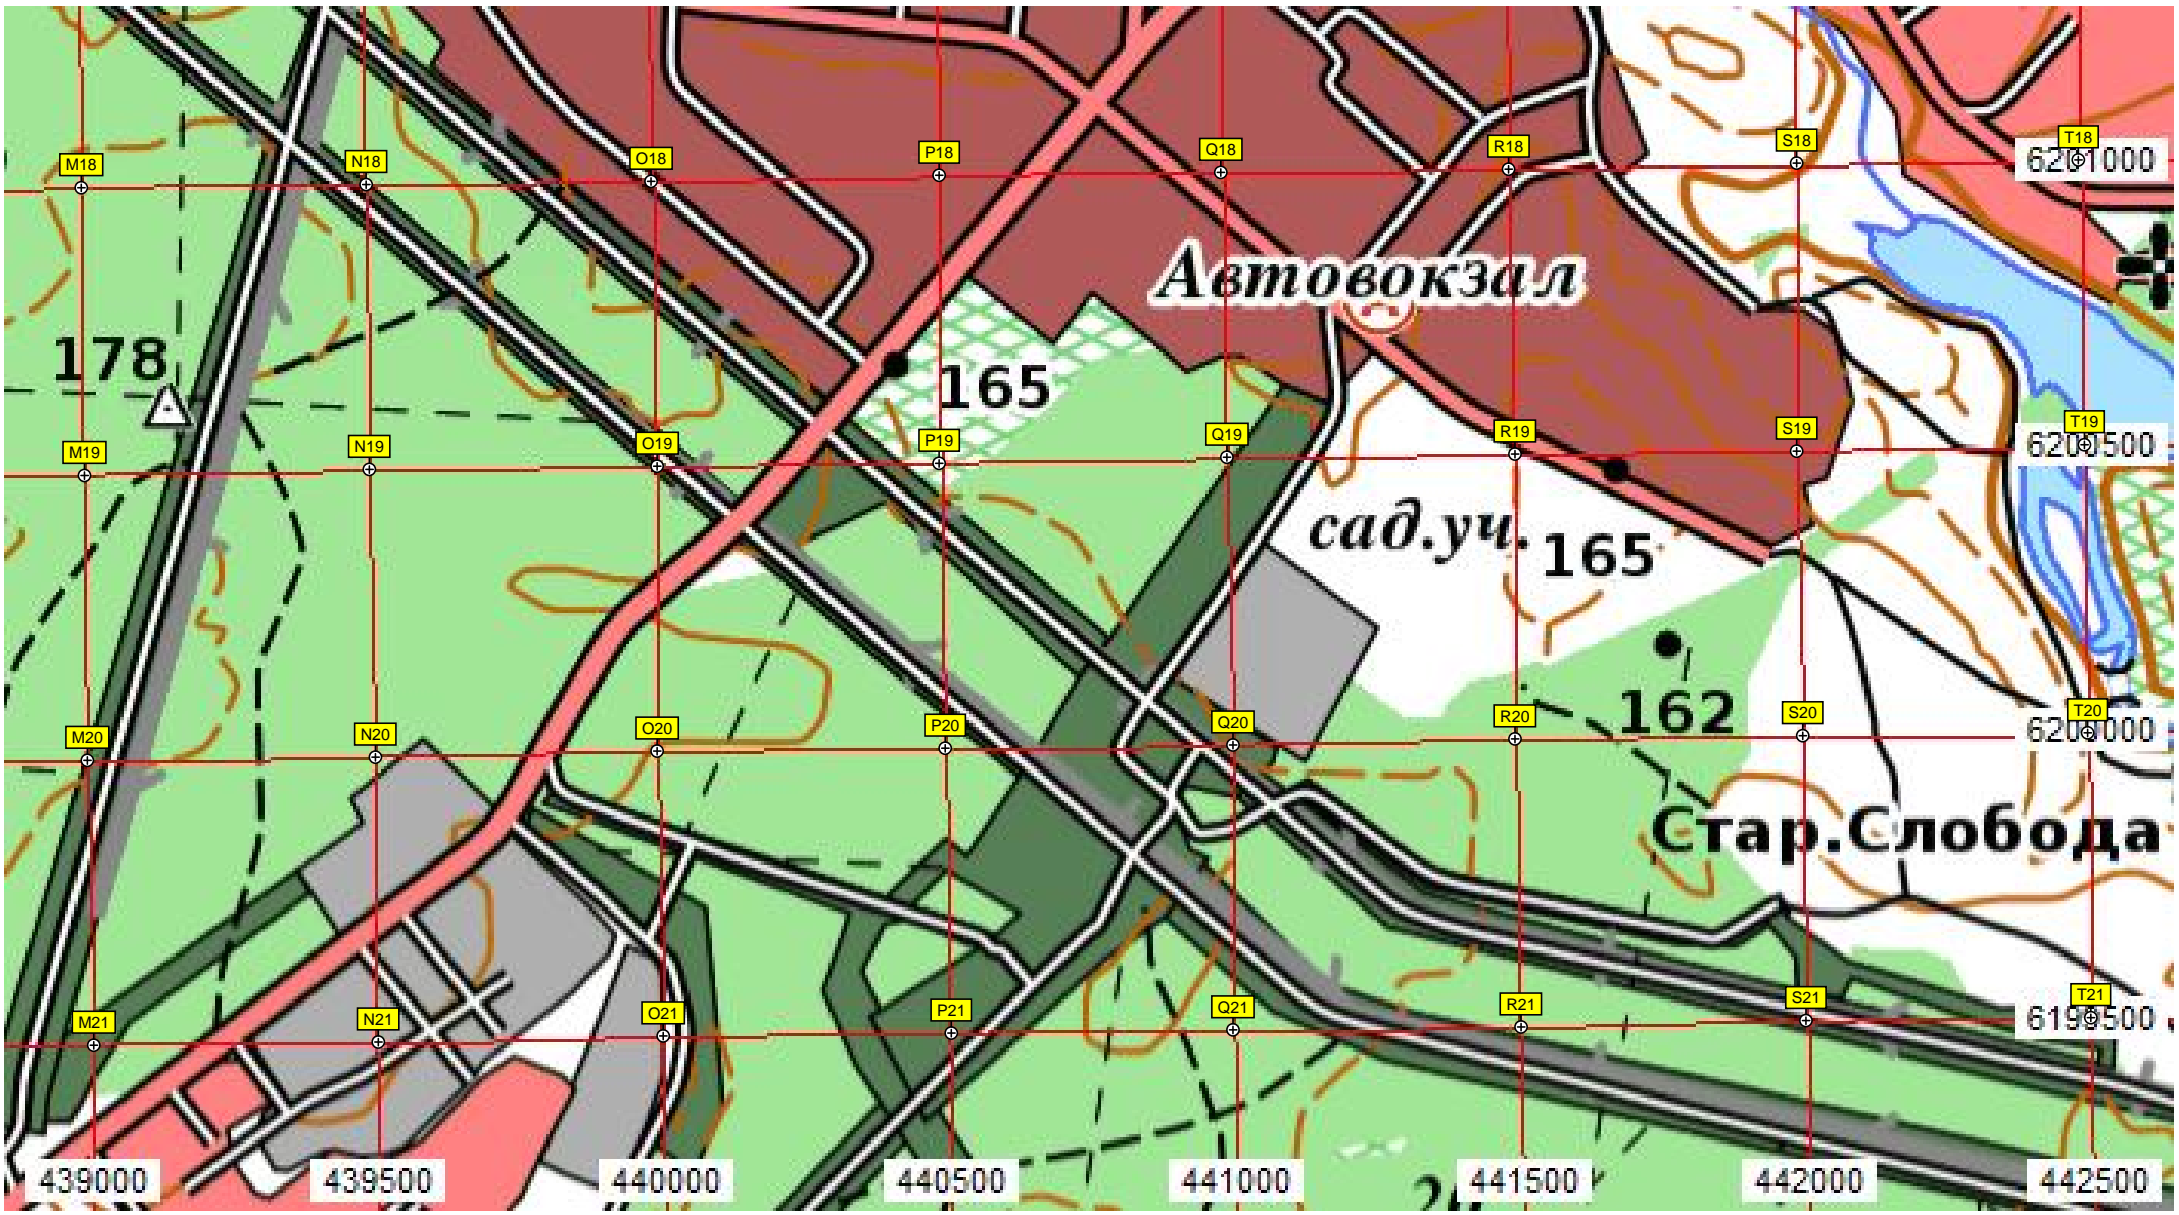 M18 N18 O18 P18 Q18 R18 S18 T18
6201000
Автовокзал
178
165
M19 N19 O19 P19 Q19 R19 S19 T19
6200500
сад.уч.
165
162
M20 N20 O20 P20 Q20 R20 S20 T20
6200000
Стар.Слобода
M21 N21 O21 P21 Q21 R21 S21 T21
6199500
439000 439500 440000 440500 441000 441500 442000 442500